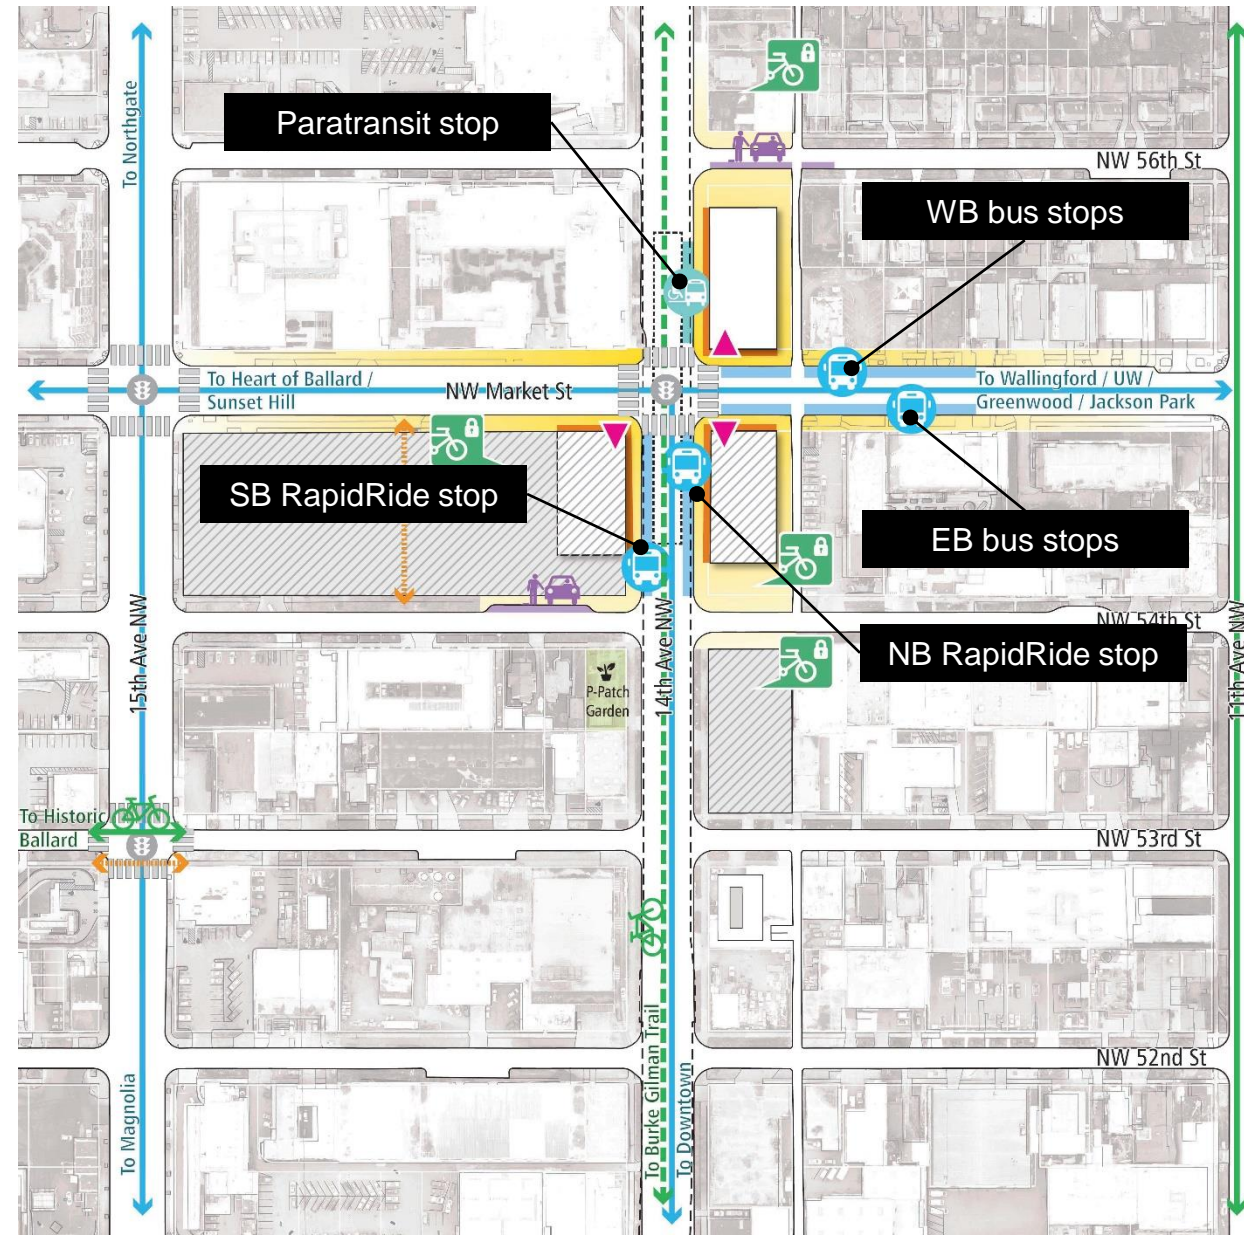 To Northgate
Paratransit stop
NW 56th St
WB bus stops
To Heart of Ballard /
Sunset Hill
NW Market St
To Wallingford / UW /
Greenwood / Jackson Park
SB RapidRide stop
EB bus stops
NW 54th St
NB RapidRide stop
15th Ave NW
14th Ave NW
11th Ave NW
P-Patch
Garden
To Historic
Ballard
NW 53rd St
To Burke Gilman Trail
To Downtown
NW 52nd St
To Magnolia